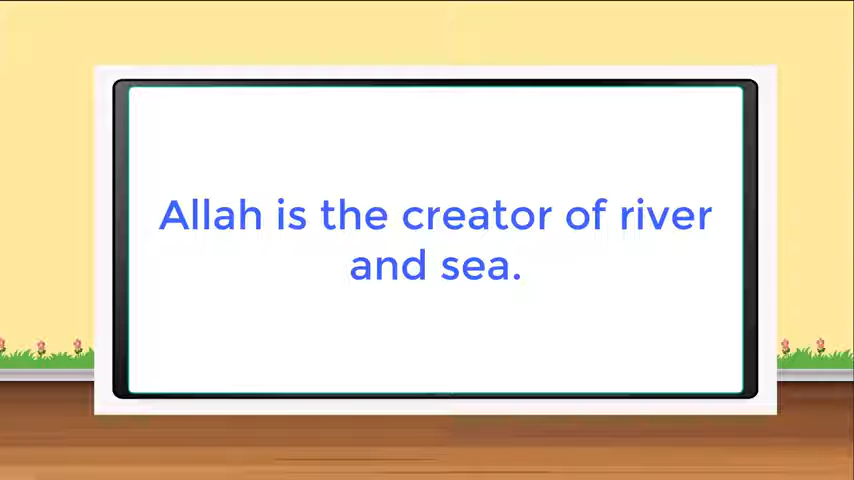 Allah is the creator of river
and sea.